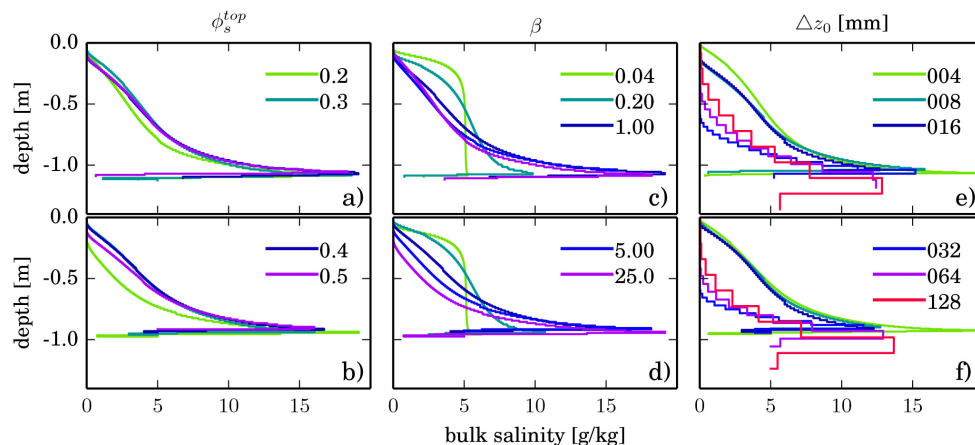 $\phi_s^{top}$ β △z₀ [mm]
0.0
depth [m]
-0.5
-1.0
0.2
0.3
a)
0.04
0.20
1.00
c)
004
008
016
e)
0.0
depth [m]
-0.5
-1.0
0.4
0.5
b)
5.00
25.0
d)
032
064
128
f)
0 5 10 15 0 5 10 15 0 5 10 15
bulk salinity [g/kg]